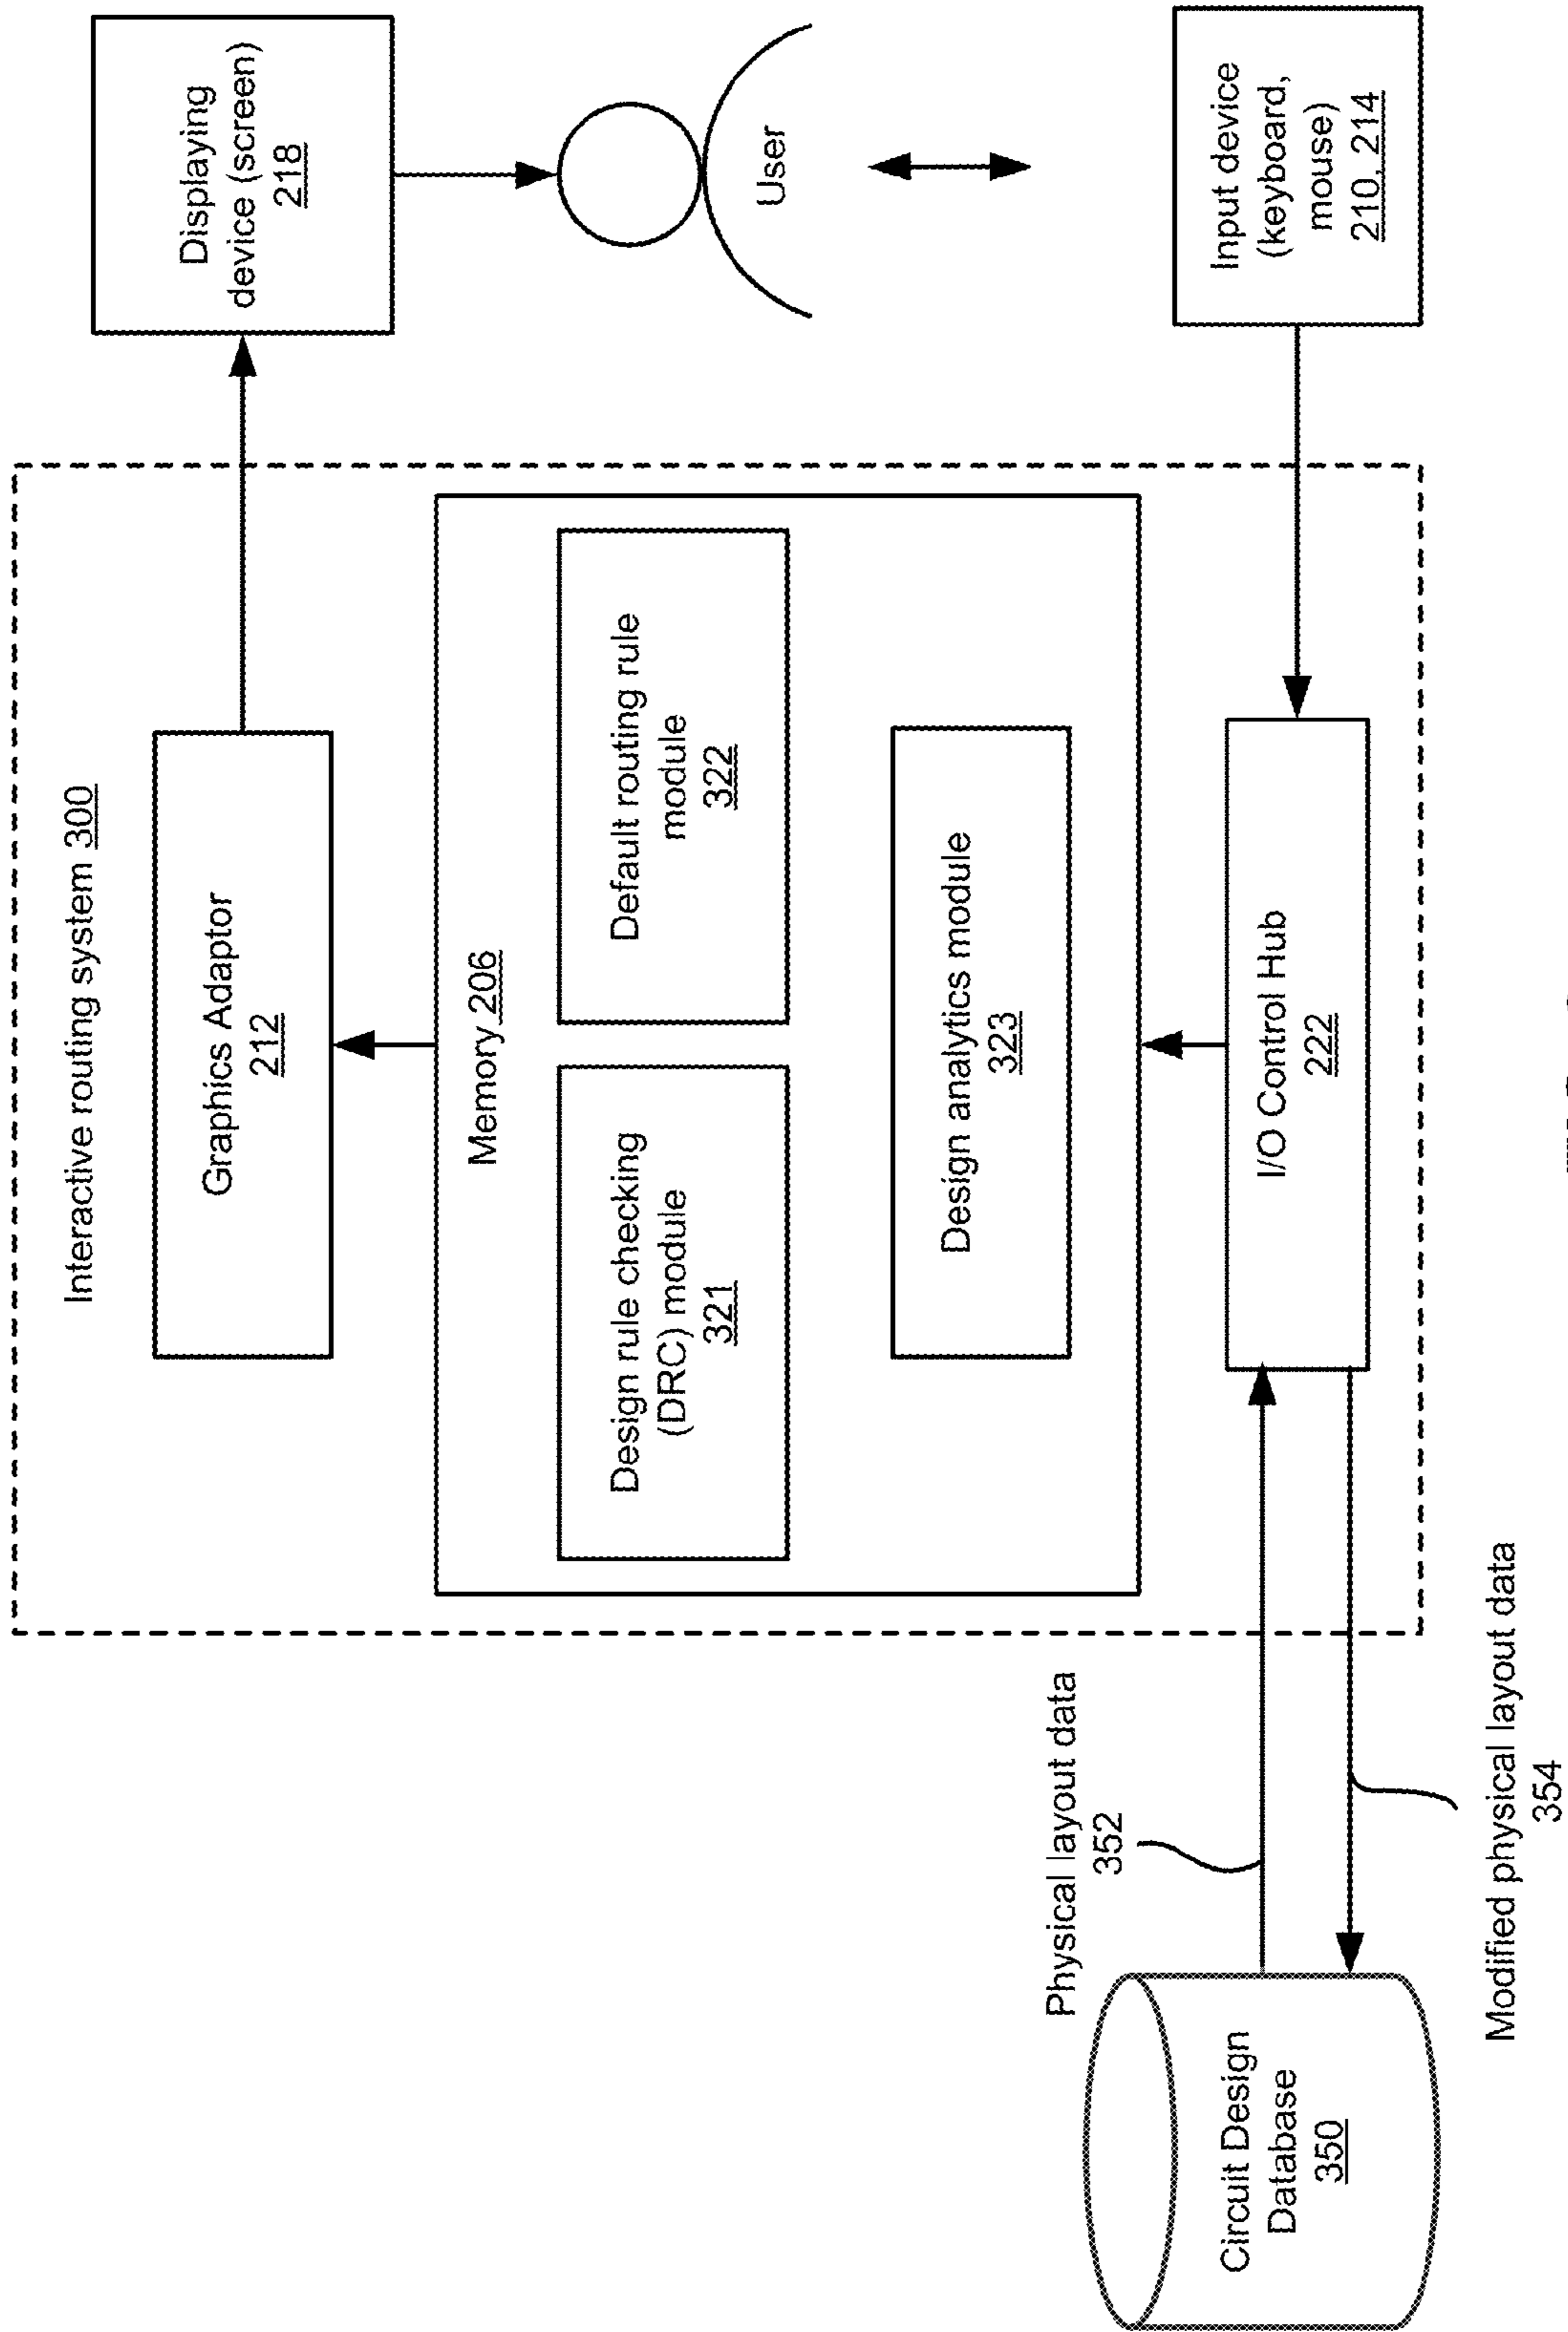 Interactive routing system 300
Graphics Adaptor
212
Displaying
device (screen)
218
Memory 206
Design rule checking
(DRC) module
321
Default routing rule
module
322
Design analytics module
323
User
Physical layout data
352
I/O Control Hub
222
Input device
(keyboard,
mouse)
210, 214
Circuit Design
Database
350
Modified physical layout data
354